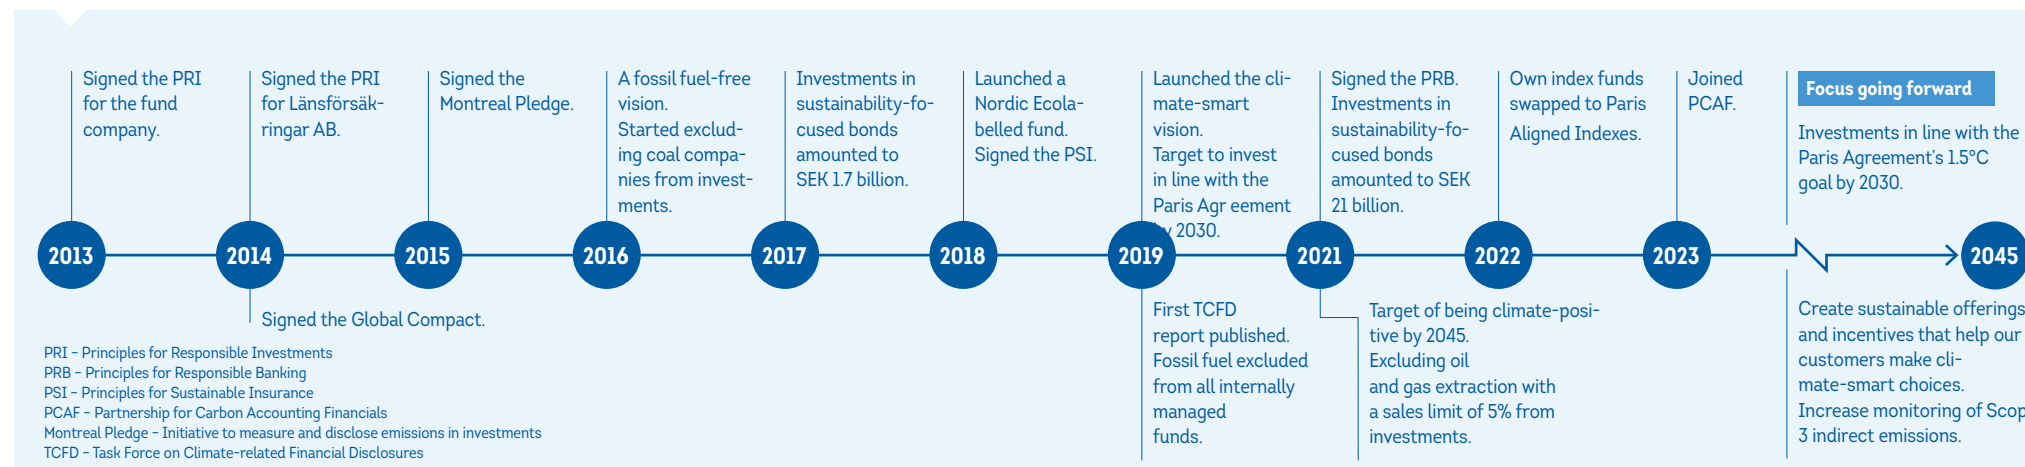 Signed the PRI
for the fund
company.
Signed the PRI
for Länsförsäk-
ringar AB.
Signed the
Montreal Pledge.
A fossil fuel-free
vision.
Started exclud-
ing coal compa-
nies from invest-
ments.
Investments in
sustainability-fo-
cused bonds
amounted to
SEK 1.7 billion.
Launched a
Nordic Ecola-
belled fund.
Signed the PSI.
Launched the cli-
mate-smart
vision.
Target to invest
in line with the
Paris Agr eement
by 2030.
Signed the PRB.
Investments in
sustainability-fo-
cused bonds
amounted to SEK
21 billion.
Own index funds
swapped to Paris
Aligned Indexes.
Joined
PCAF.
Focus going forward
Investments in line with the
Paris Agreement's 1.5°C
goal by 2030.
2013
2014
2015
2016
2017
2018
2019
2021
2022
2023
2045
Signed the Global Compact.
First TCFD
report published.
Fossil fuel excluded
from all internally
managed
funds.
Target of being climate-posi-
tive by 2045.
Excluding oil
and gas extraction with
a sales limit of 5% from
investments.
Create sustainable offerings
and incentives that help our
customers make cli-
mate-smart choices.
Increase monitoring of Scop
3 indirect emissions.
PRI – Principles for Responsible Investments
PRB – Principles for Responsible Banking
PSI – Principles for Sustainable Insurance
PCAF – Partnership for Carbon Accounting Financials
Montreal Pledge – Initiative to measure and disclose emissions in investments
TCFD – Task Force on Climate-related Financial Disclosures